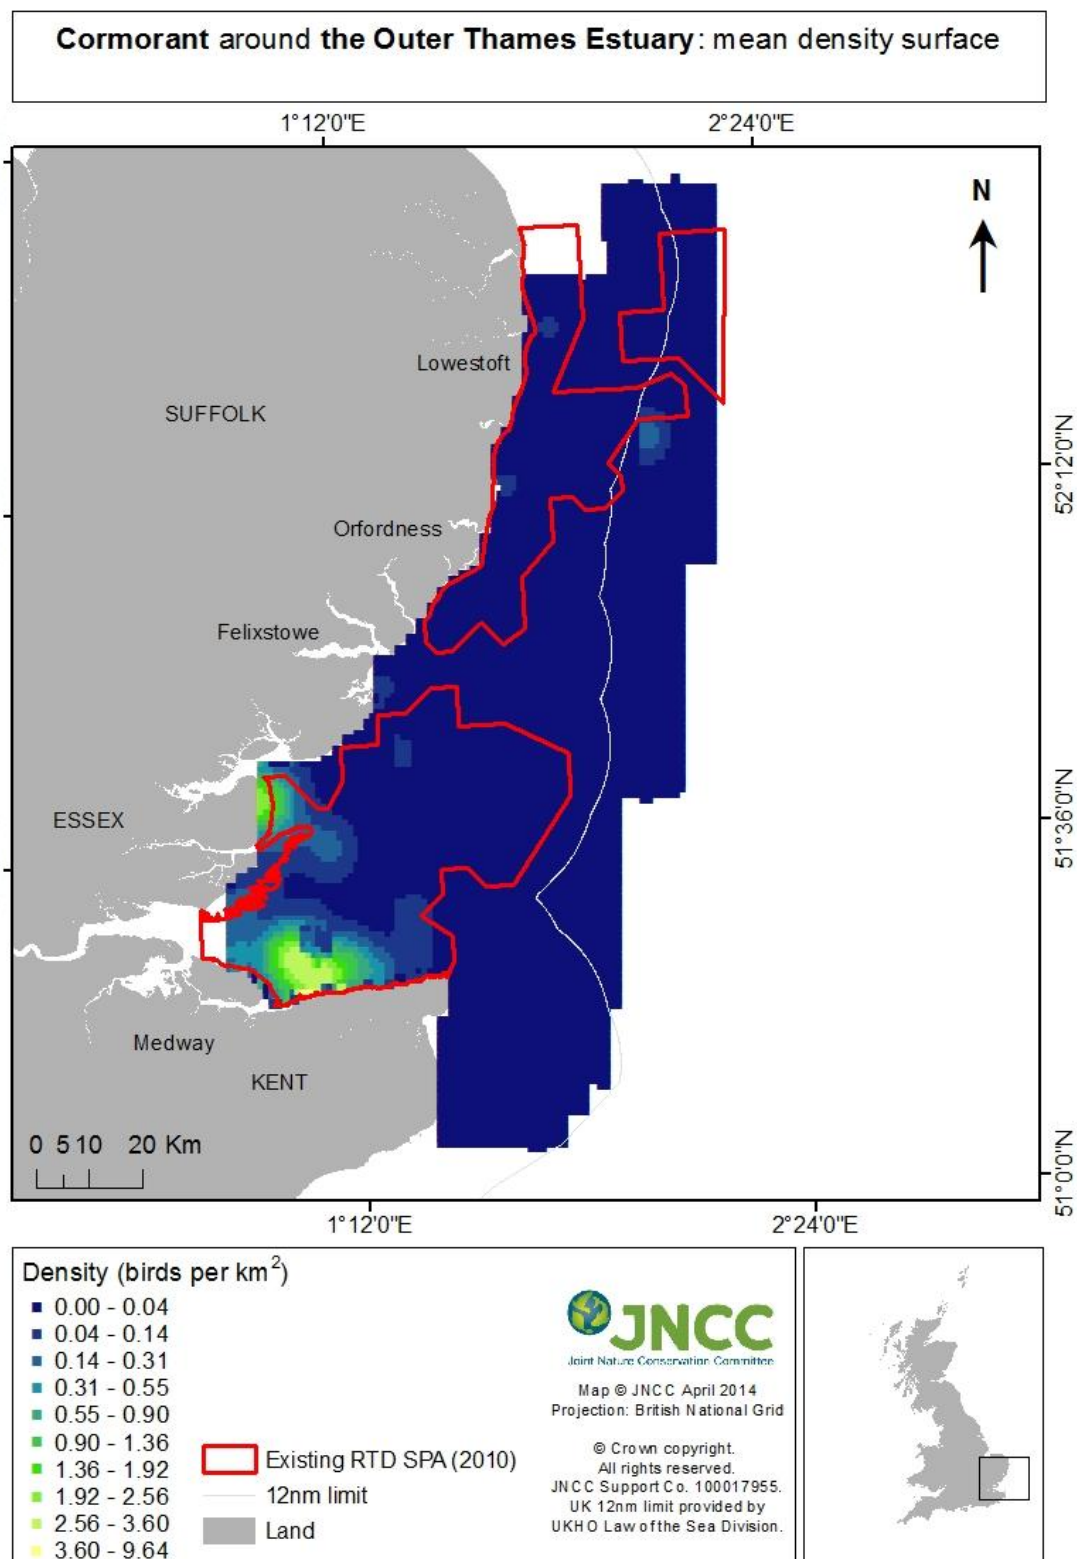 Cormorant around the Outer Thames Estuary: mean density surface
1°12'0"E
2°24'0"E
N
Lowestoft
SUFFOLK
52°12'0"N
Orfordness
Felixstowe
ESSEX
51°36'0"N
Medway
KENT
0 5 10 20 Km
51°0'0"N
1°12'0"E
2°24'0"E
Density (birds per km²)
0.00 - 0.04
0.04 - 0.14
0.14 - 0.31
0.31 - 0.55
0.55 - 0.90
0.90 - 1.36
1.36 - 1.92
1.92 - 2.56
2.56 - 3.60
3.60 - 9.64
Existing RTD SPA (2010)
12nm limit
Land
JNCC
Joint Nature Conservation Committee
Map © JNCC April 2014
Projection: British National Grid
© Crown copyright.
All rights reserved.
JNCC Support Co. 100017955.
UK 12nm limit provided by
UKHO Law of the Sea Division.